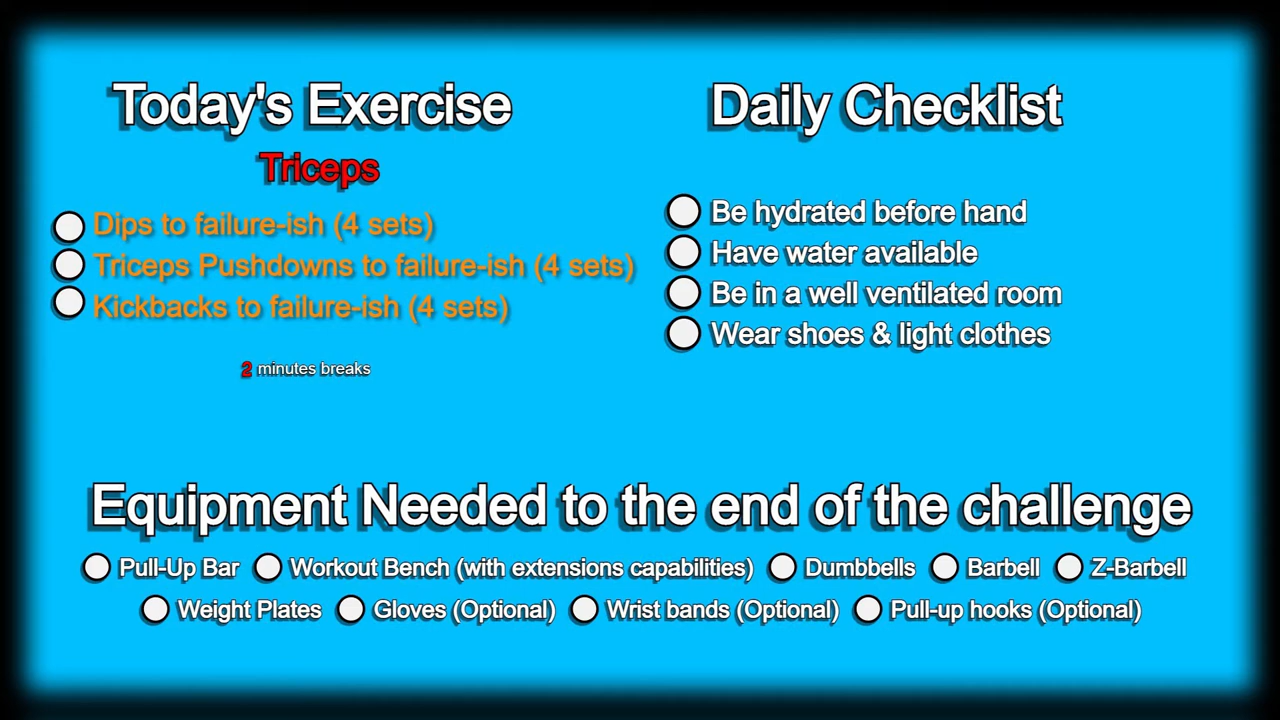 Today's Exercise
Triceps
Dips to failure-ish (4 sets)
Triceps Pushdowns to failure-ish (4 sets)
Kickbacks to failure-ish (4 sets)
2 minutes breaks
Daily Checklist
Be hydrated before hand
Have water available
Be in a well ventilated room
Wear shoes & light clothes
Equipment Needed to the end of the challenge
Pull-Up Bar Workout Bench (with extensions capabilities) Dumbbells Barbell Z-Barbell
Weight Plates Gloves (Optional) Wrist bands (Optional) Pull-up hooks (Optional)